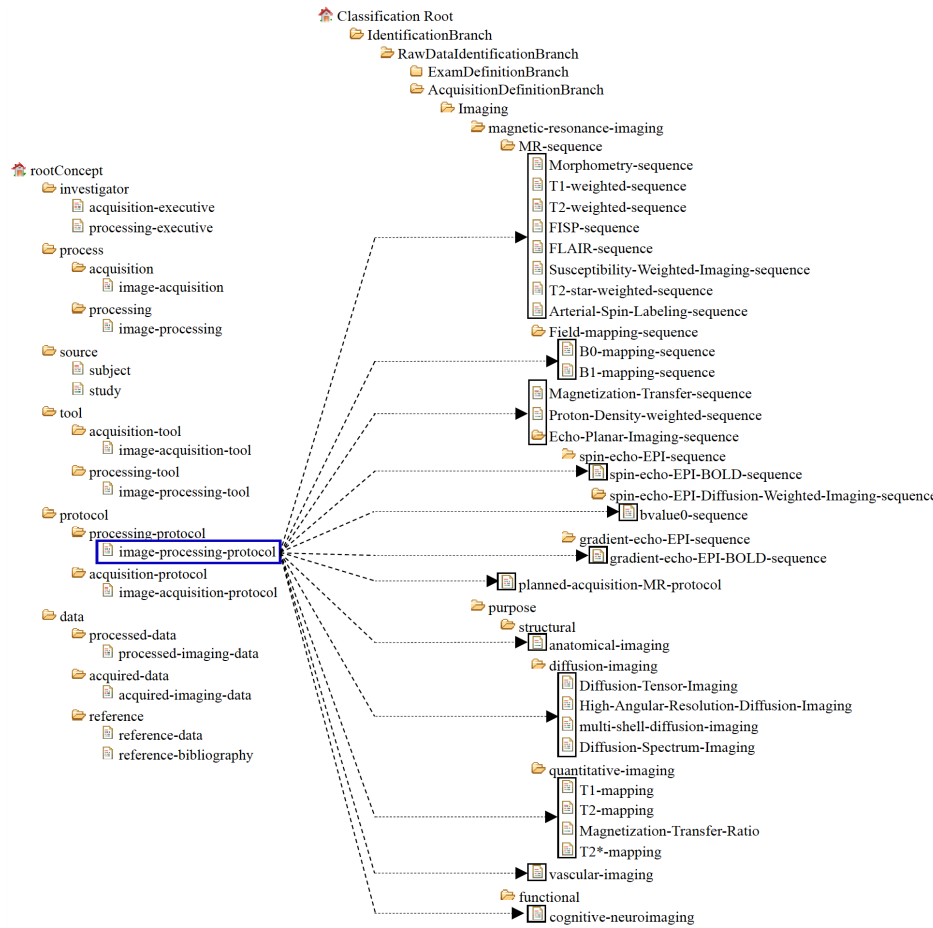 Classification Root
IdentificationBranch
RawDataIdentificationBranch
ExamDefinitionBranch
AcquisitionDefinitionBranch
Imaging
magnetic-resonance-imaging
MR-sequence
Morphometry-sequence
T1-weighted-sequence
T2-weighted-sequence
FISP-sequence
FLAIR-sequence
Susceptibility-Weighted-Imaging-sequence
T2-star-weighted-sequence
Arterial-Spin-Labeling-sequence
Field-mapping-sequence
B0-mapping-sequence
B1-mapping-sequence
Magnetization-Transfer-sequence
Proton-Density-weighted-sequence
Echo-Planar-Imaging-sequence
spin-echo-EPI-sequence
spin-echo-EPI-BOLD-sequence
spin-echo-EPI-Diffusion-Weighted-Imaging-sequence
bvalue0-sequence
gradient-echo-EPI-sequence
gradient-echo-EPI-BOLD-sequence
planned-acquisition-MR-protocol
purpose
structural
anatomical-imaging
diffusion-imaging
Diffusion-Tensor-Imaging
High-Angular-Resolution-Diffusion-Imaging
multi-shell-diffusion-imaging
Diffusion-Spectrum-Imaging
quantitative-imaging
T1-mapping
T2-mapping
Magnetization-Transfer-Ratio
T2*-mapping
vascular-imaging
functional
cognitive-neuroimaging
rootConcept
investigator
acquisition-executive
processing-executive
process
acquisition
image-acquisition
processing
image-processing
source
subject
study
tool
acquisition-tool
image-acquisition-tool
processing-tool
image-processing-tool
protocol
processing-protocol
image-processing-protocol
acquisition-protocol
image-acquisition-protocol
data
processed-data
processed-imaging-data
acquired-data
acquired-imaging-data
reference
reference-data
reference-bibliography